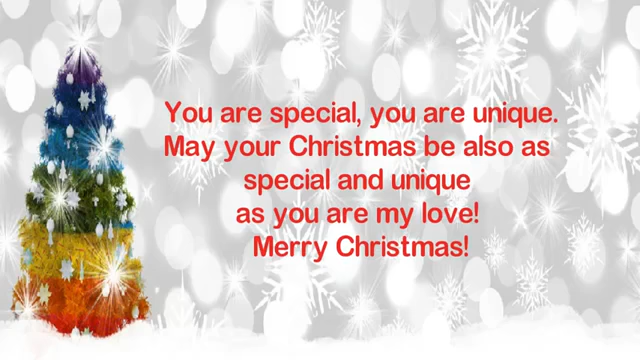 You are special, you are unique.
May your Christmas be also as
special and unique
as you are my love!
Merry Christmas!